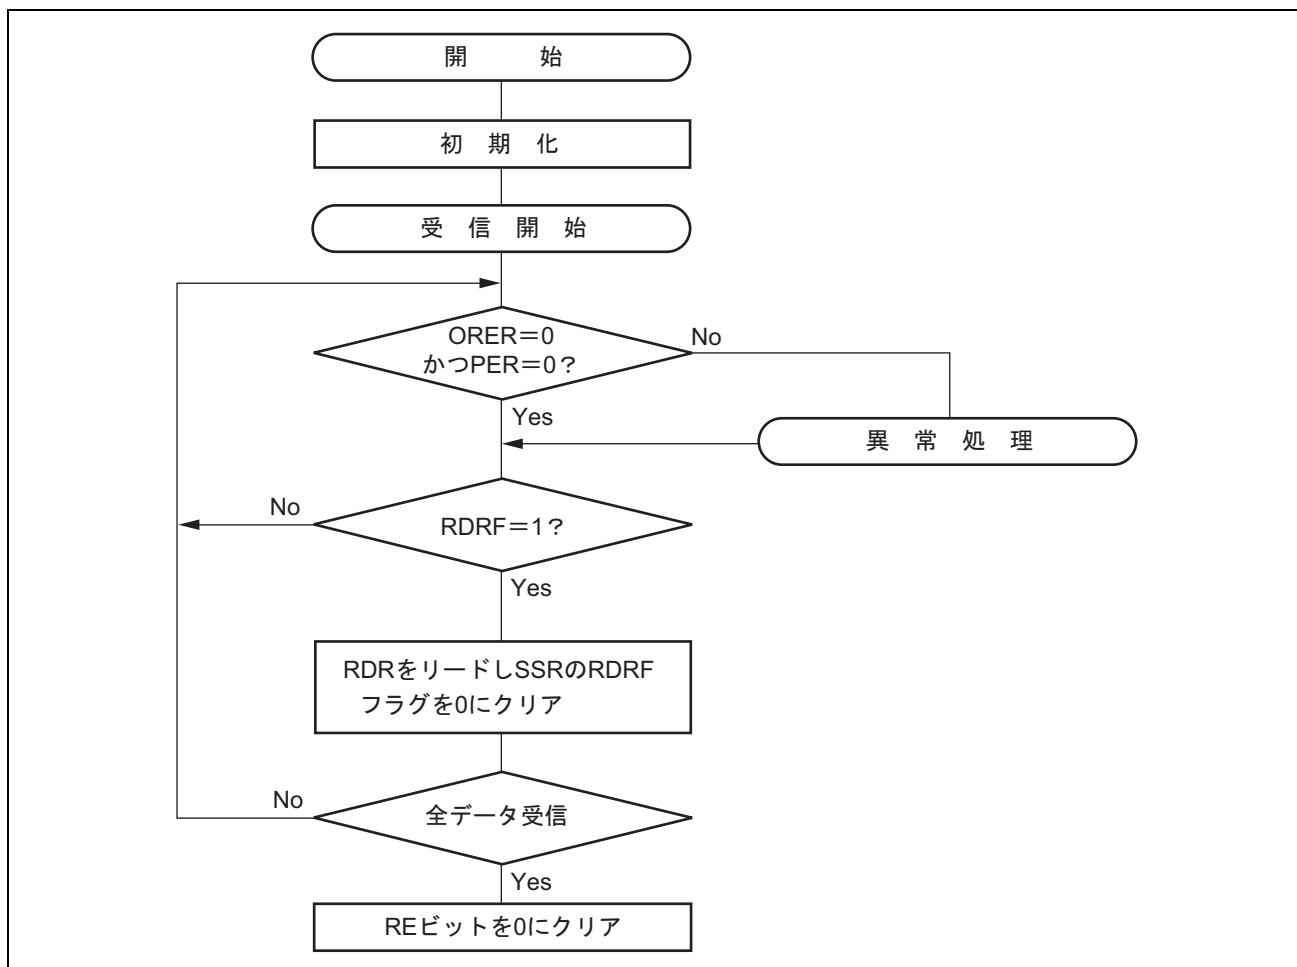 開始
初期化
受信開始
ORER＝0
かつPER＝0？
No
Yes
異常処理
No
RDRF＝1？
Yes
RDRをリードしSSRのRDRF
フラグを0にクリア
No
全データ受信
Yes
REビットを0にクリア